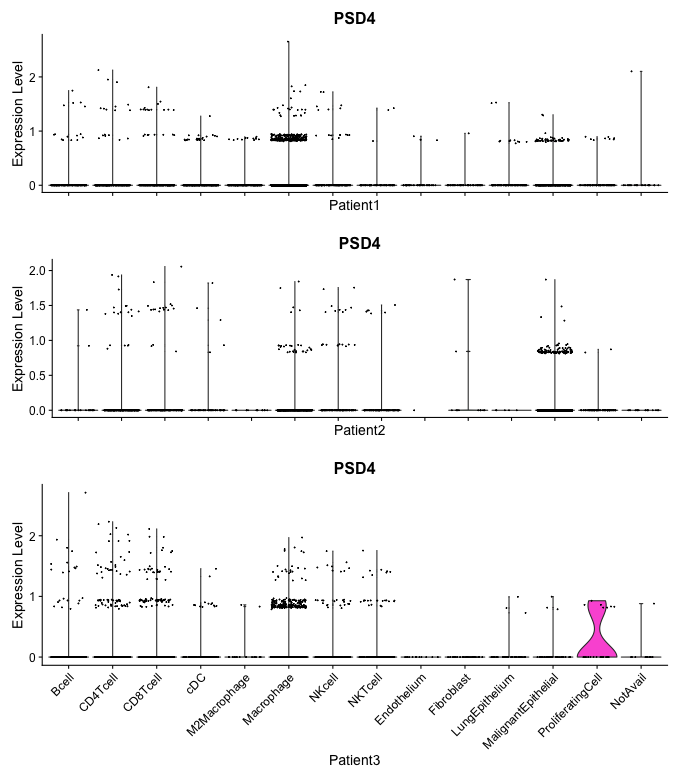 PSD4
Expression Level
2
1
0
Patient1
PSD4
Expression Level
2.0
1.5
1.0
0.5
0.0
Patient2
PSD4
Expression Level
2
1
0
Bcell
CD4Tcell
CD8Tcell
cDC
M2Macrophage
Macrophage
NKcell
NKTcell
Endothelium
Fibroblast
LungEpithelium
MalignantEpithelial
ProliferatingCell
NotAvail
Patient3